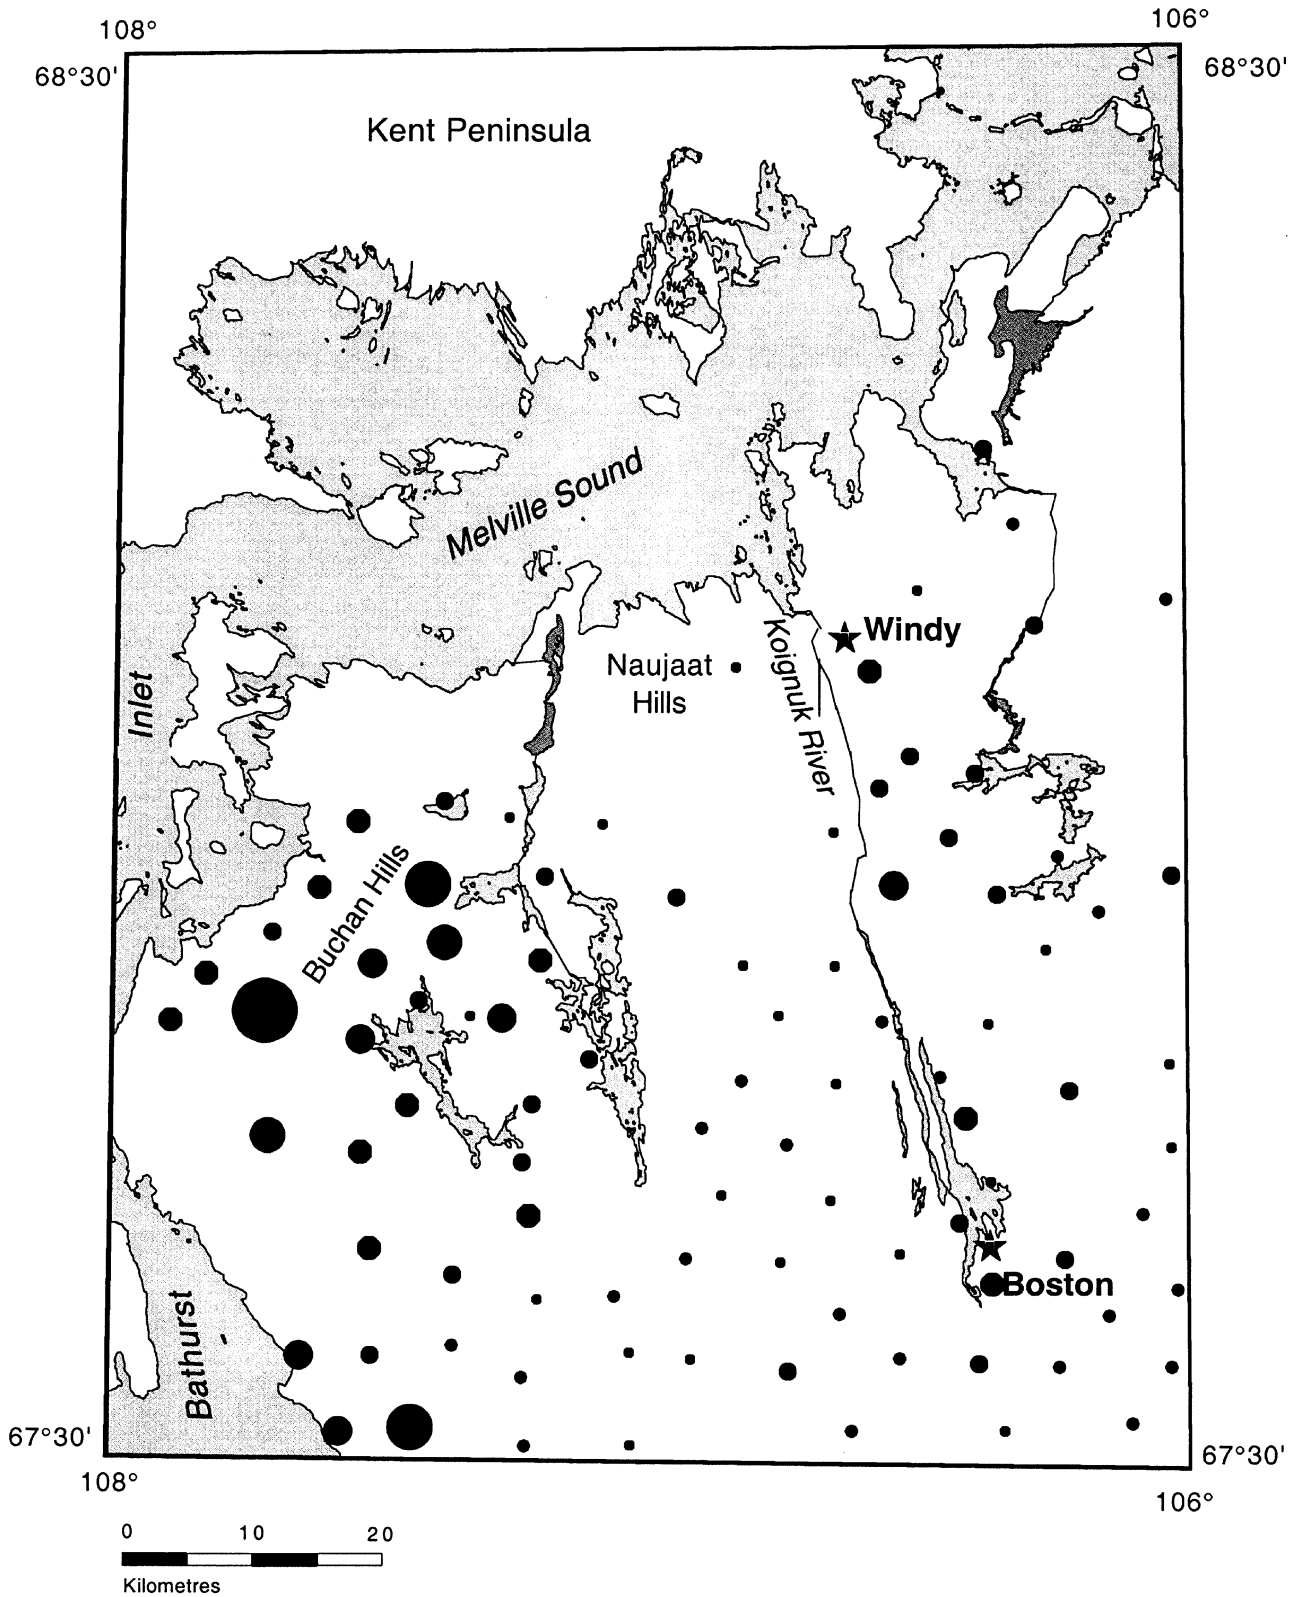 108°
106°
68°30'
68°30'
Kent Peninsula
Melville Sound
Windy
Naujaat
Hills
Koignuk River
Inlet
Buchan Hills
Boston
Bathurst
67°30'
67°30'
108°
106°
0 10 20
Kilometres